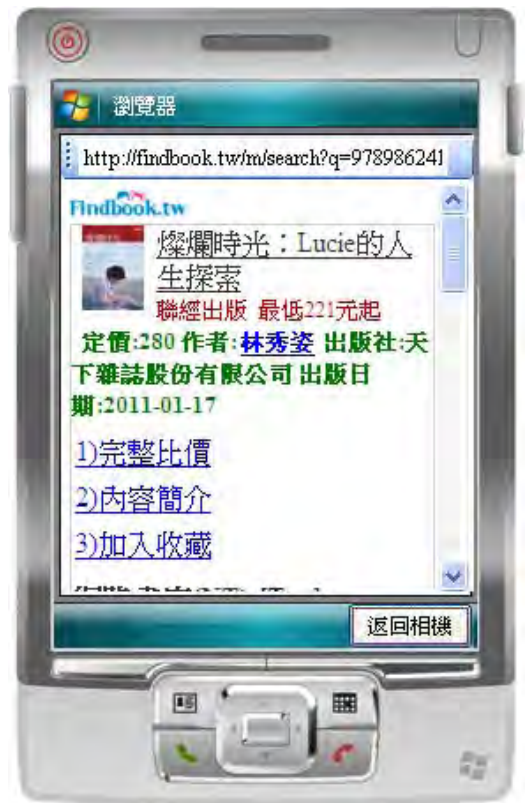 瀏覽器
http://findbook.tw/m/search?q=978986241
Findbook.tw
燦爛時光：Lucie的人
生探索
聯經出版 最低221元起
定價:280 作者:林秀姿 出版社:天
下雜誌股份有限公司 出版日
期:2011-01-17
1)完整比價
2)內容簡介
3)加入收藏
返回相機